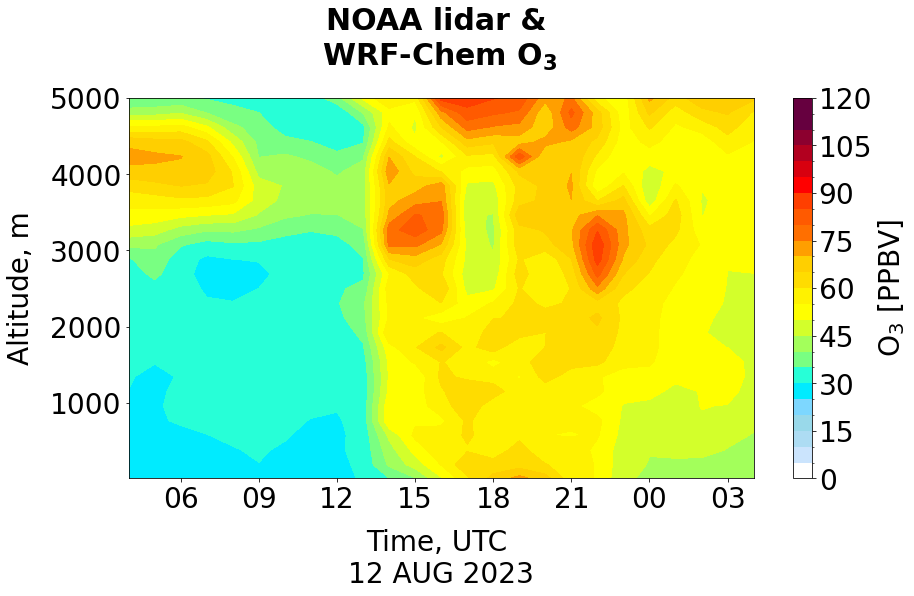 NOAA lidar &
WRF-Chem O₃
5000
4000
3000
2000
1000
Altitude, m
06 09 12 15 18 21 00 03
Time, UTC
12 AUG 2023
120
105
90
75
60
45
30
15
0
O₃ [PPBV]